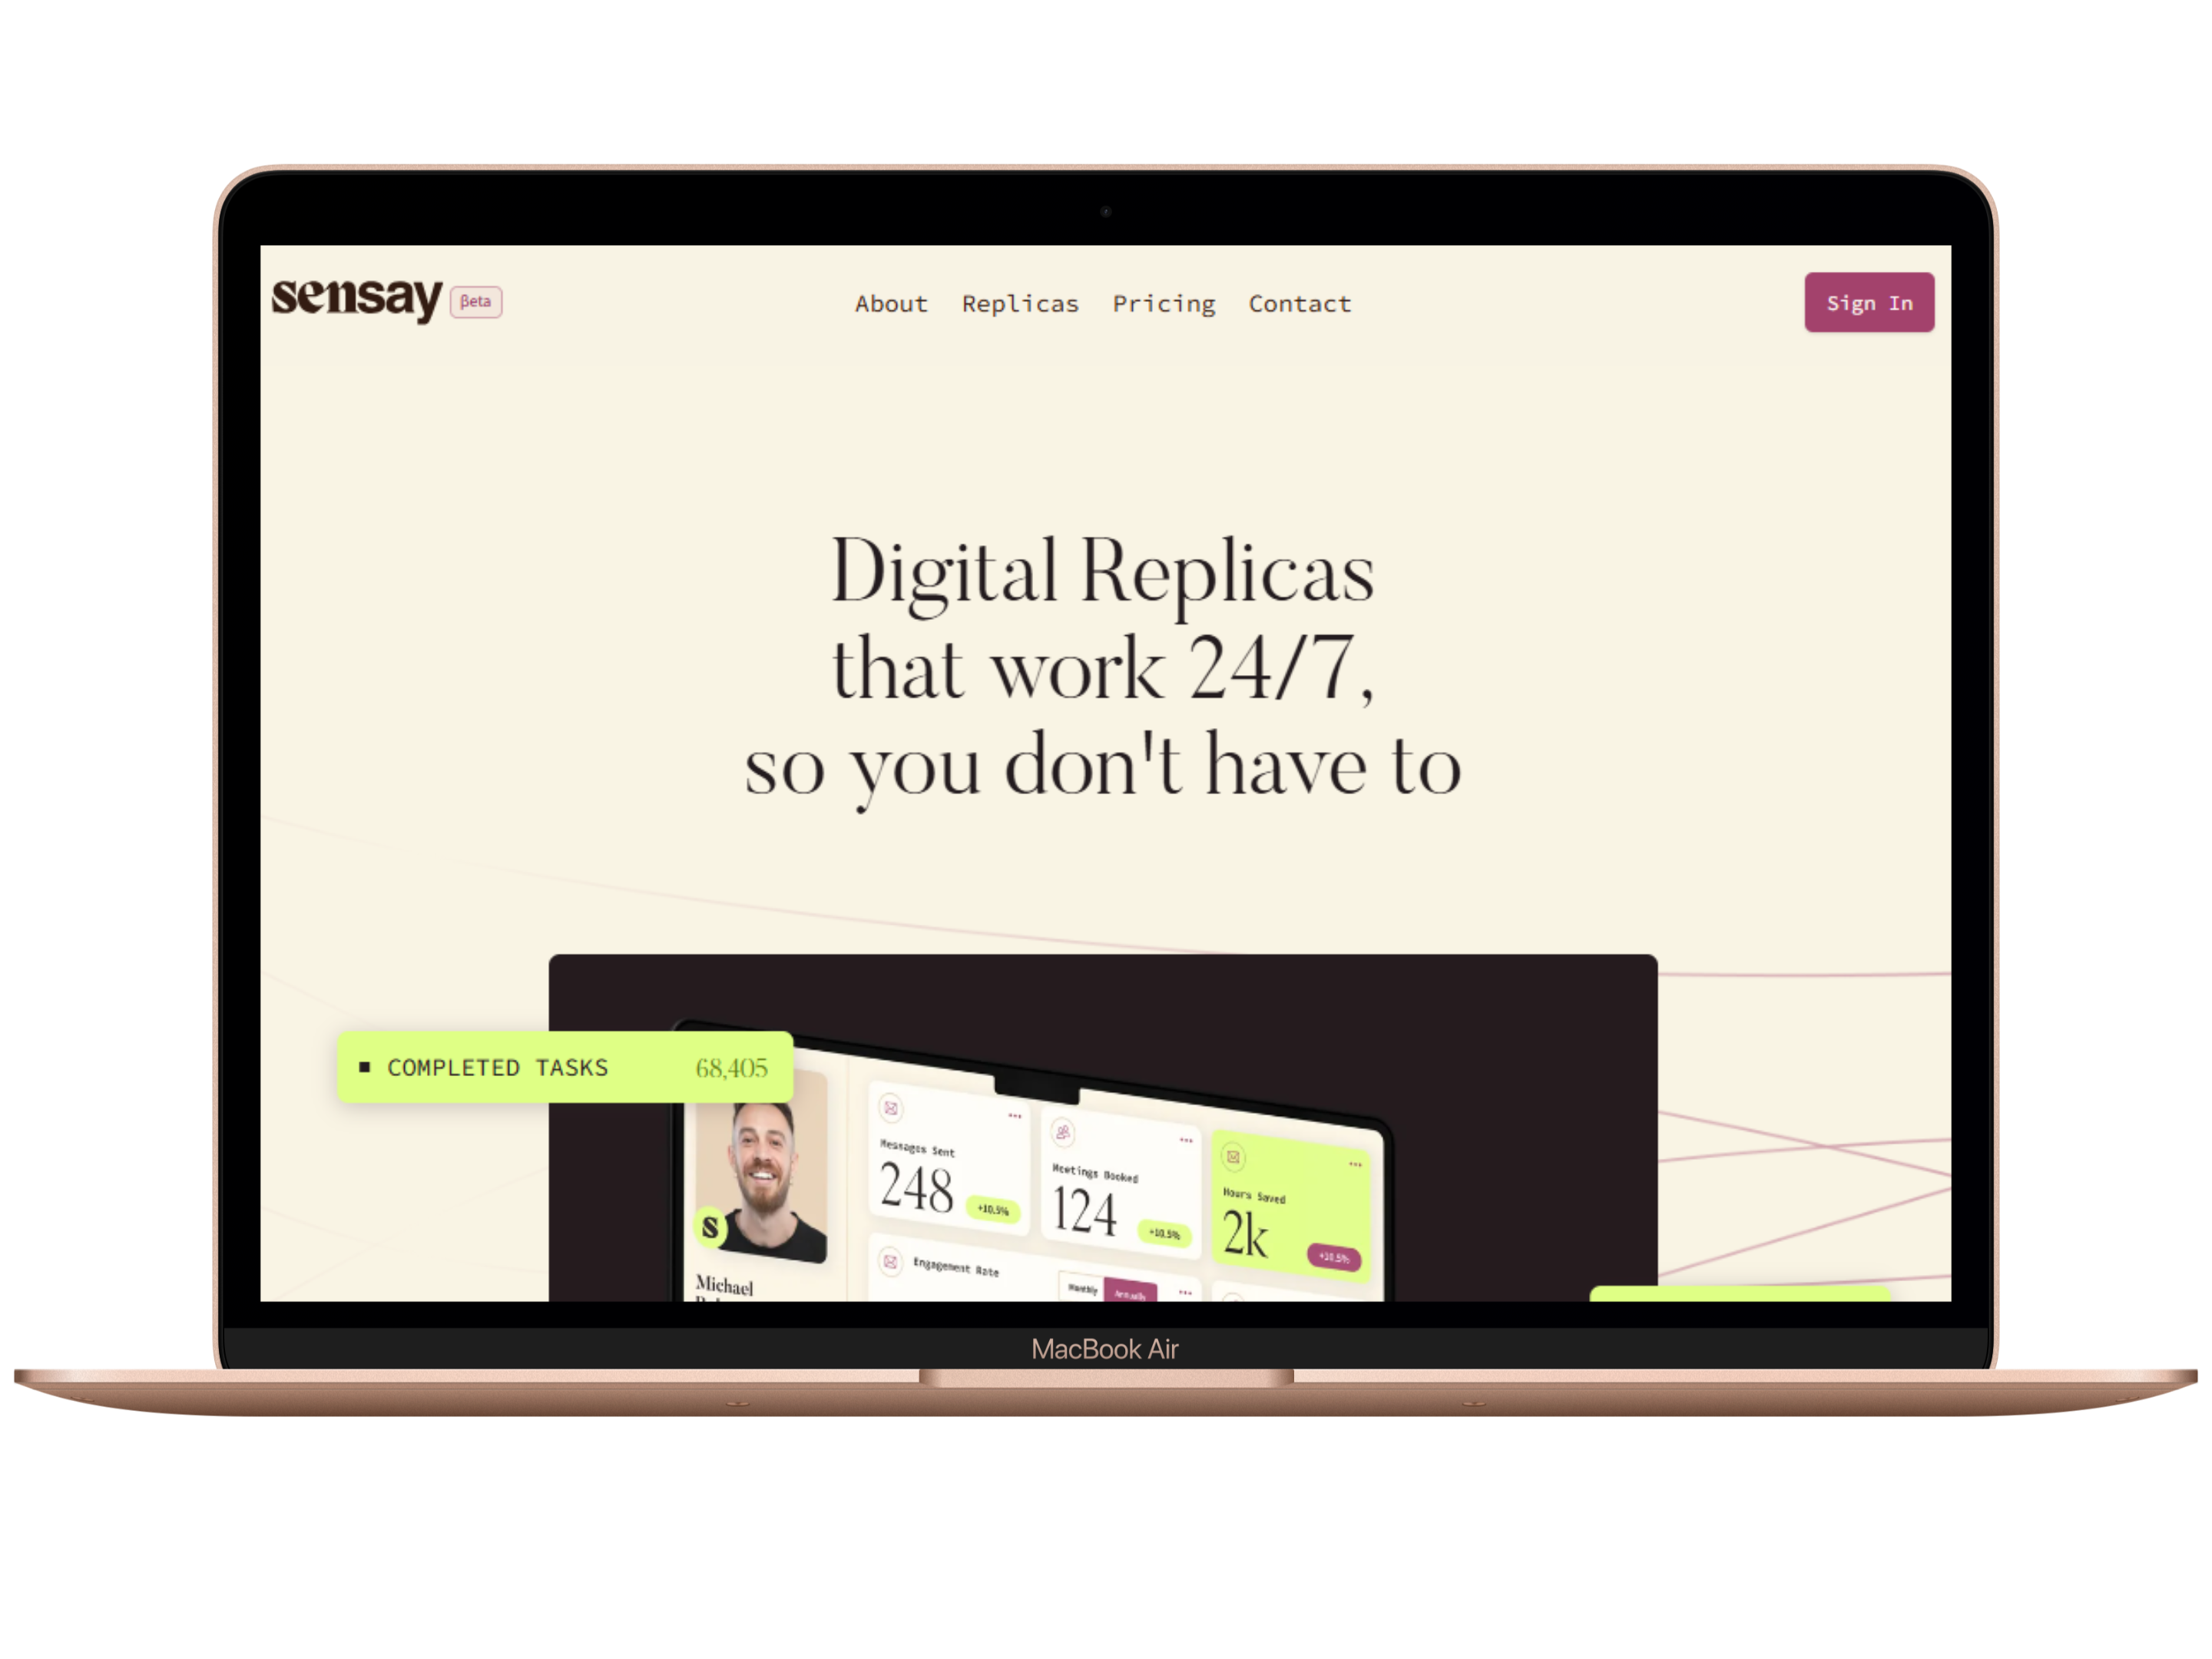 sensay
βeta
About Replicas Pricing Contact
Sign In
Digital Replicas
that work 24/7,
so you don't have to
COMPLETED TASKS 68,405
Messages Sent
248
+10.5%
Meetings Booked
124
+10.5%
Hours Saved
2k
+10.5%
S
Michael
Engagement Rate
Monthly
Annually
MacBook Air